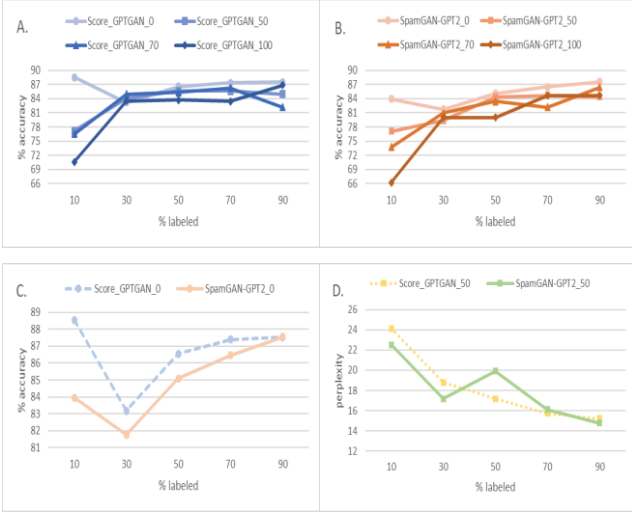 A.
Score_GPTGAN_0 Score_GPTGAN_50
Score_GPTGAN_70 Score_GPTGAN_100
90
87
84
81
78
75
72
69
66
% accuracy
10 30 50 70 90
% labeled
B.
SpamGAN-GPT2_0 SpamGAN-GPT2_50
SpamGAN-GPT2_70 SpamGAN-GPT2_100
90
87
84
81
78
75
72
69
66
% accuracy
10 30 50 70 90
% labeled
C.
Score_GPTGAN_0 SpamGAN-GPT2_0
89
88
87
86
85
84
83
82
81
% accuracy
10 30 50 70 90
% labeled
D.
Score_GPTGAN_50 SpamGAN-GPT2_50
26
24
22
20
18
16
14
12
perplexity
10 30 50 70 90
% labeled